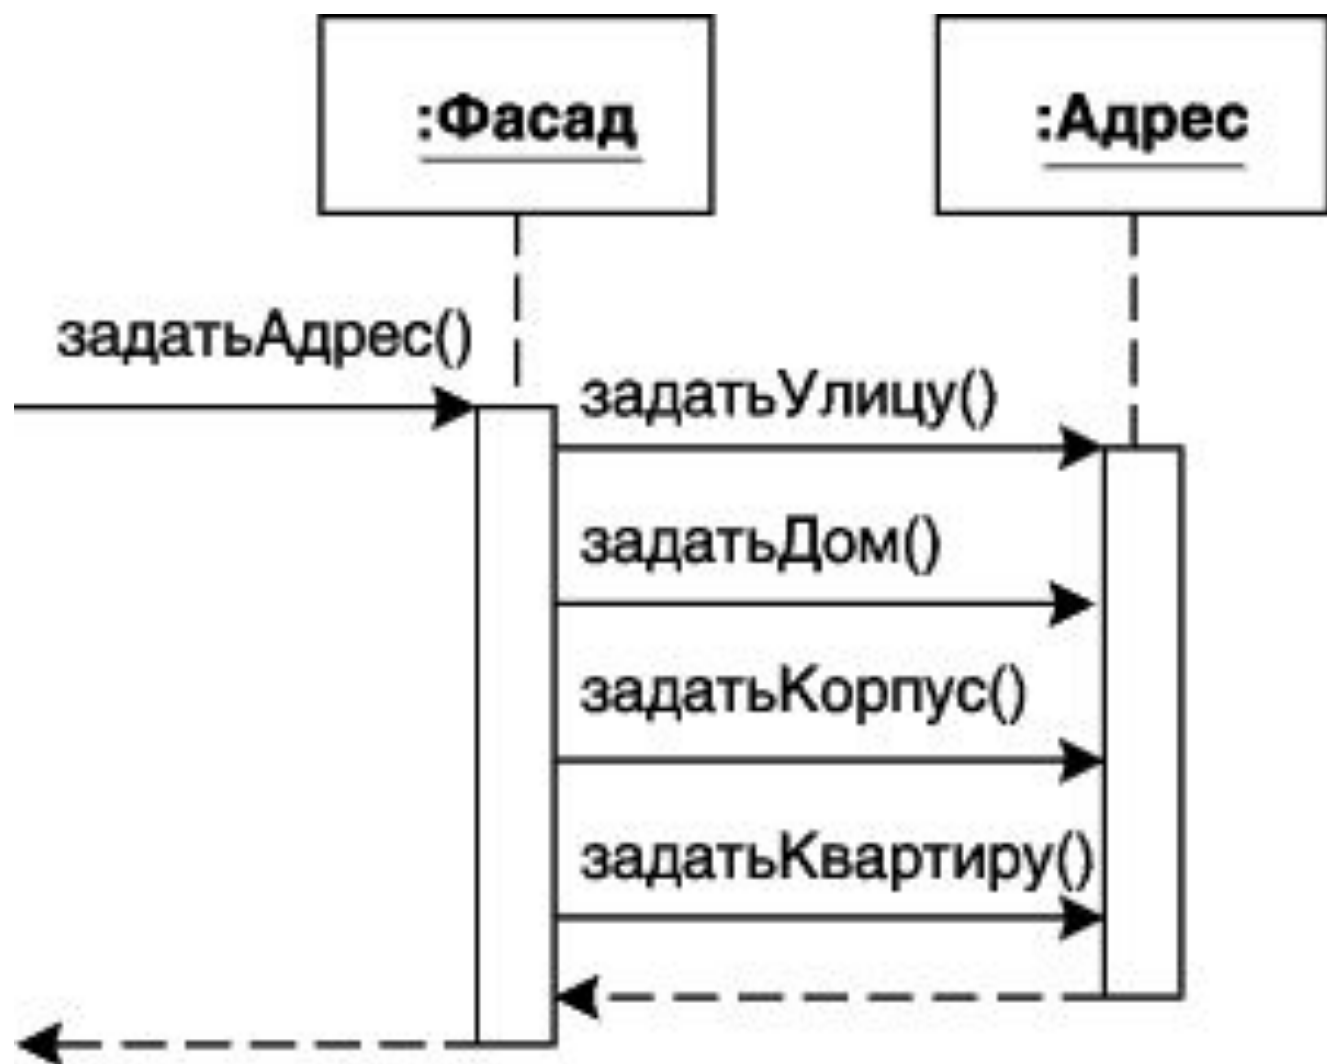 :Фасад
:Адрес
задатьАдрес()
задатьУлицу()
задатьДом()
задатьКорпус()
задатьКвартиру()